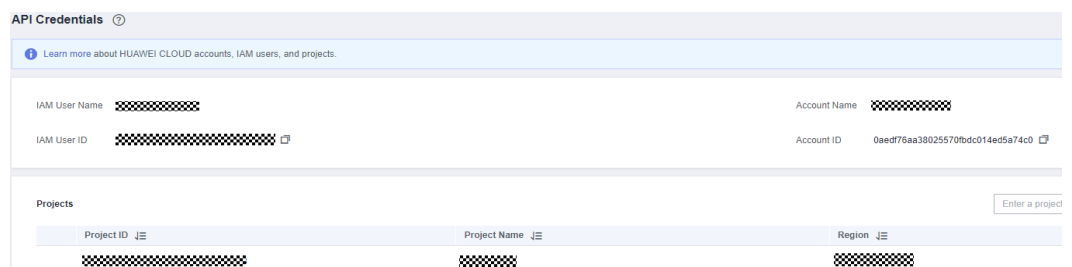 API Credentials
Learn more about HUAWEI CLOUD accounts, IAM users, and projects.
IAM User Name
Account Name
IAM User ID
Account ID 0aedf76aa38025570fbdc014ed5a74c0
Projects
Enter a project
Project ID Project Name Region